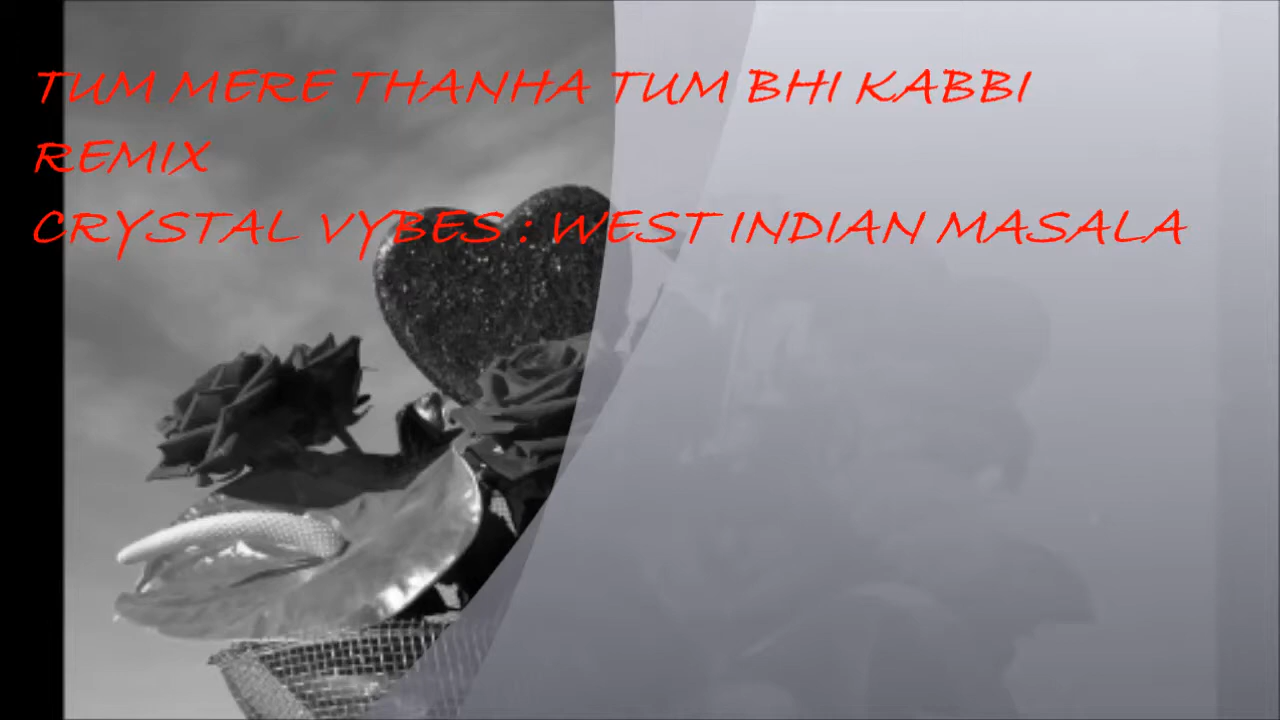 TUM MERE THANHA TUM BHI KABBI
REMIX
CRYSTAL VYBES : WEST INDIAN MASALA